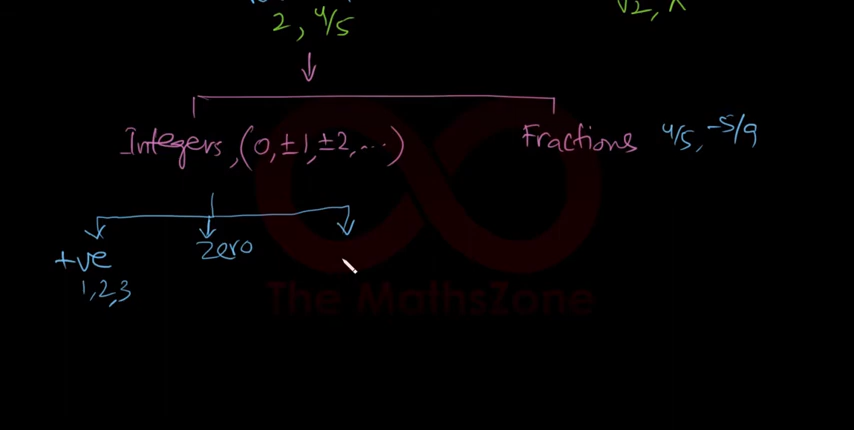 2, 4/5
√2, π
Integers, (0, ±1, ±2, ...)
Fractions 4/5, -5/9
+ve
Zero
1, 2, 3
The MathsZone